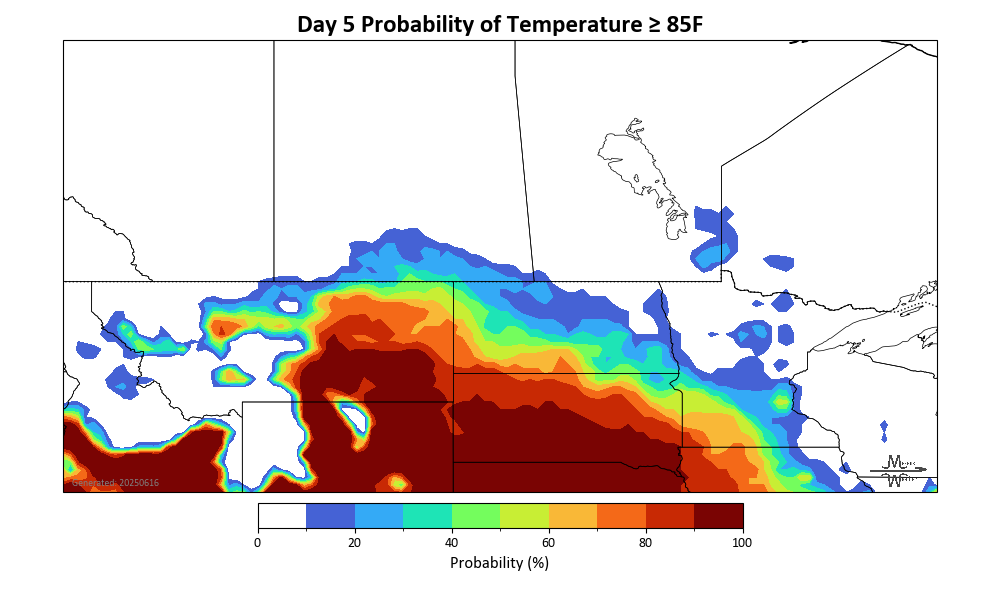 Day 5 Probability of Temperature ≥ 85F
Generated: 20250616
0 20 40 60 80 100
Probability (%)